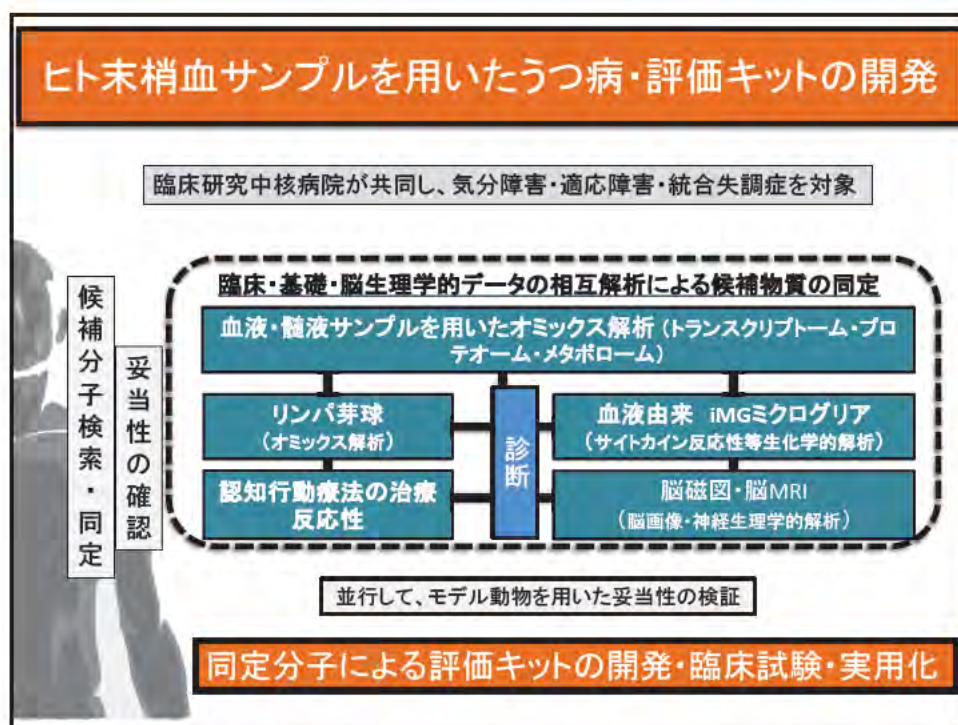 ヒト末梢血サンプルを用いたうつ病・評価キットの開発
臨床研究中核病院が共同し、気分障害・適応障害・統合失調症を対象
候補分子検索・同定
妥当性の確認
臨床・基礎・脳生理学的データの相互解析による候補物質の同定
血液・髄液サンプルを用いたオミックス解析（トランスクリプトーム・プロ
テオーム・メタボローム）
リンパ芽球
（オミックス解析）
診断
血液由来 iMGミクログリア
（サイトカイン反応性等生化学的解析）
認知行動療法の治療
反応性
脳磁図・脳MRI
（脳画像・神経生理学的解析）
並行して、モデル動物を用いた妥当性の検証
同定分子による評価キットの開発・臨床試験・実用化